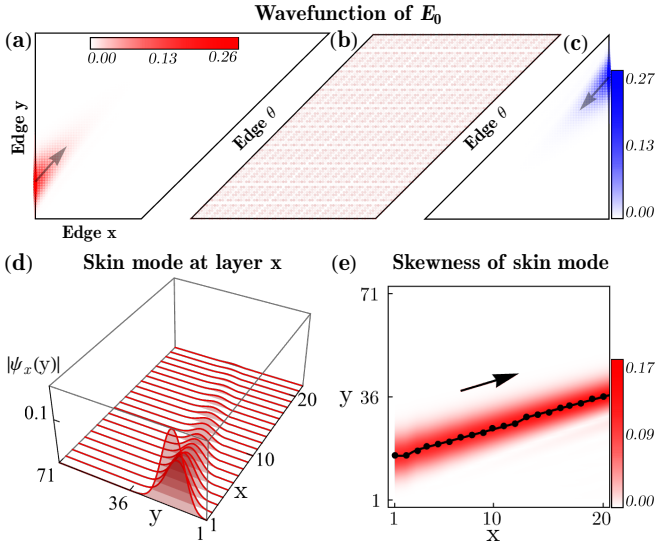 Wavefunction of E₀
(a)
0.00 0.13 0.26
Edge y
Edge x
Edge θ
(b)
Edge θ
(c)
0.27
0.13
0.00
(d) Skin mode at layer x
|ψₓ(y)|
0.1
71
36
y
1
1
x
10
20
(e) Skewness of skin mode
71
y 36
1
1 10 20
x
0.17
0.09
0.00